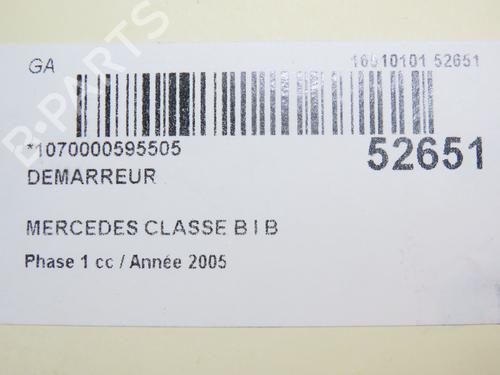 GA
16010101 52651
*1070000595505
52651
DEMARREUR
MERCEDES CLASSE B I B
Phase 1 cc / Année 2005
B-PARTS